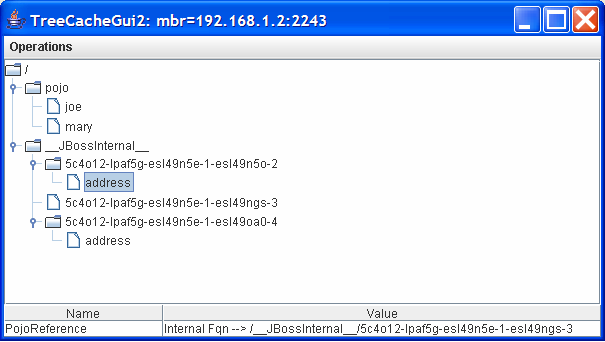 TreeCacheGui2: mbr=192.168.1.2:2243
Operations
/
pojo
joe
mary
__JBossInternal__
5c4o12-lpaf5g-esl49n5e-1-esl49n5o-2
address
5c4o12-lpaf5g-esl49n5e-1-esl49ngs-3
5c4o12-lpaf5g-esl49n5e-1-esl49oa0-4
address
Name Value
PojoReference Internal Fqn --> /__JBossInternal__/5c4o12-lpaf5g-esl49n5e-1-esl49ngs-3